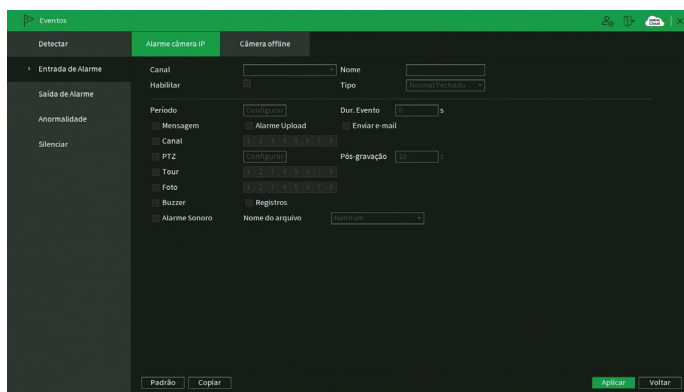 Eventos
Detectar
Alarme câmera IP
Câmera offline
Entrada de Alarme
Canal
Nome
Habilitar
Tipo
Normal Fechado
Saída de Alarme
Período
Configurar
Dur. Evento
0
s
Anormalidade
Mensagem
Alarme Upload
Enviar e-mail
Canal
1 2 3 4 5 6 7 8
Silenciar
PTZ
Configurar
Pós-gravação
10
s
Tour
1 2 3 4 5 6 7 8
Foto
1 2 3 4 5 6 7 8
Buzzer
Registros
Alarme Sonoro
Nome do arquivo
Nenhum
Padrão
Copiar
Aplicar
Voltar